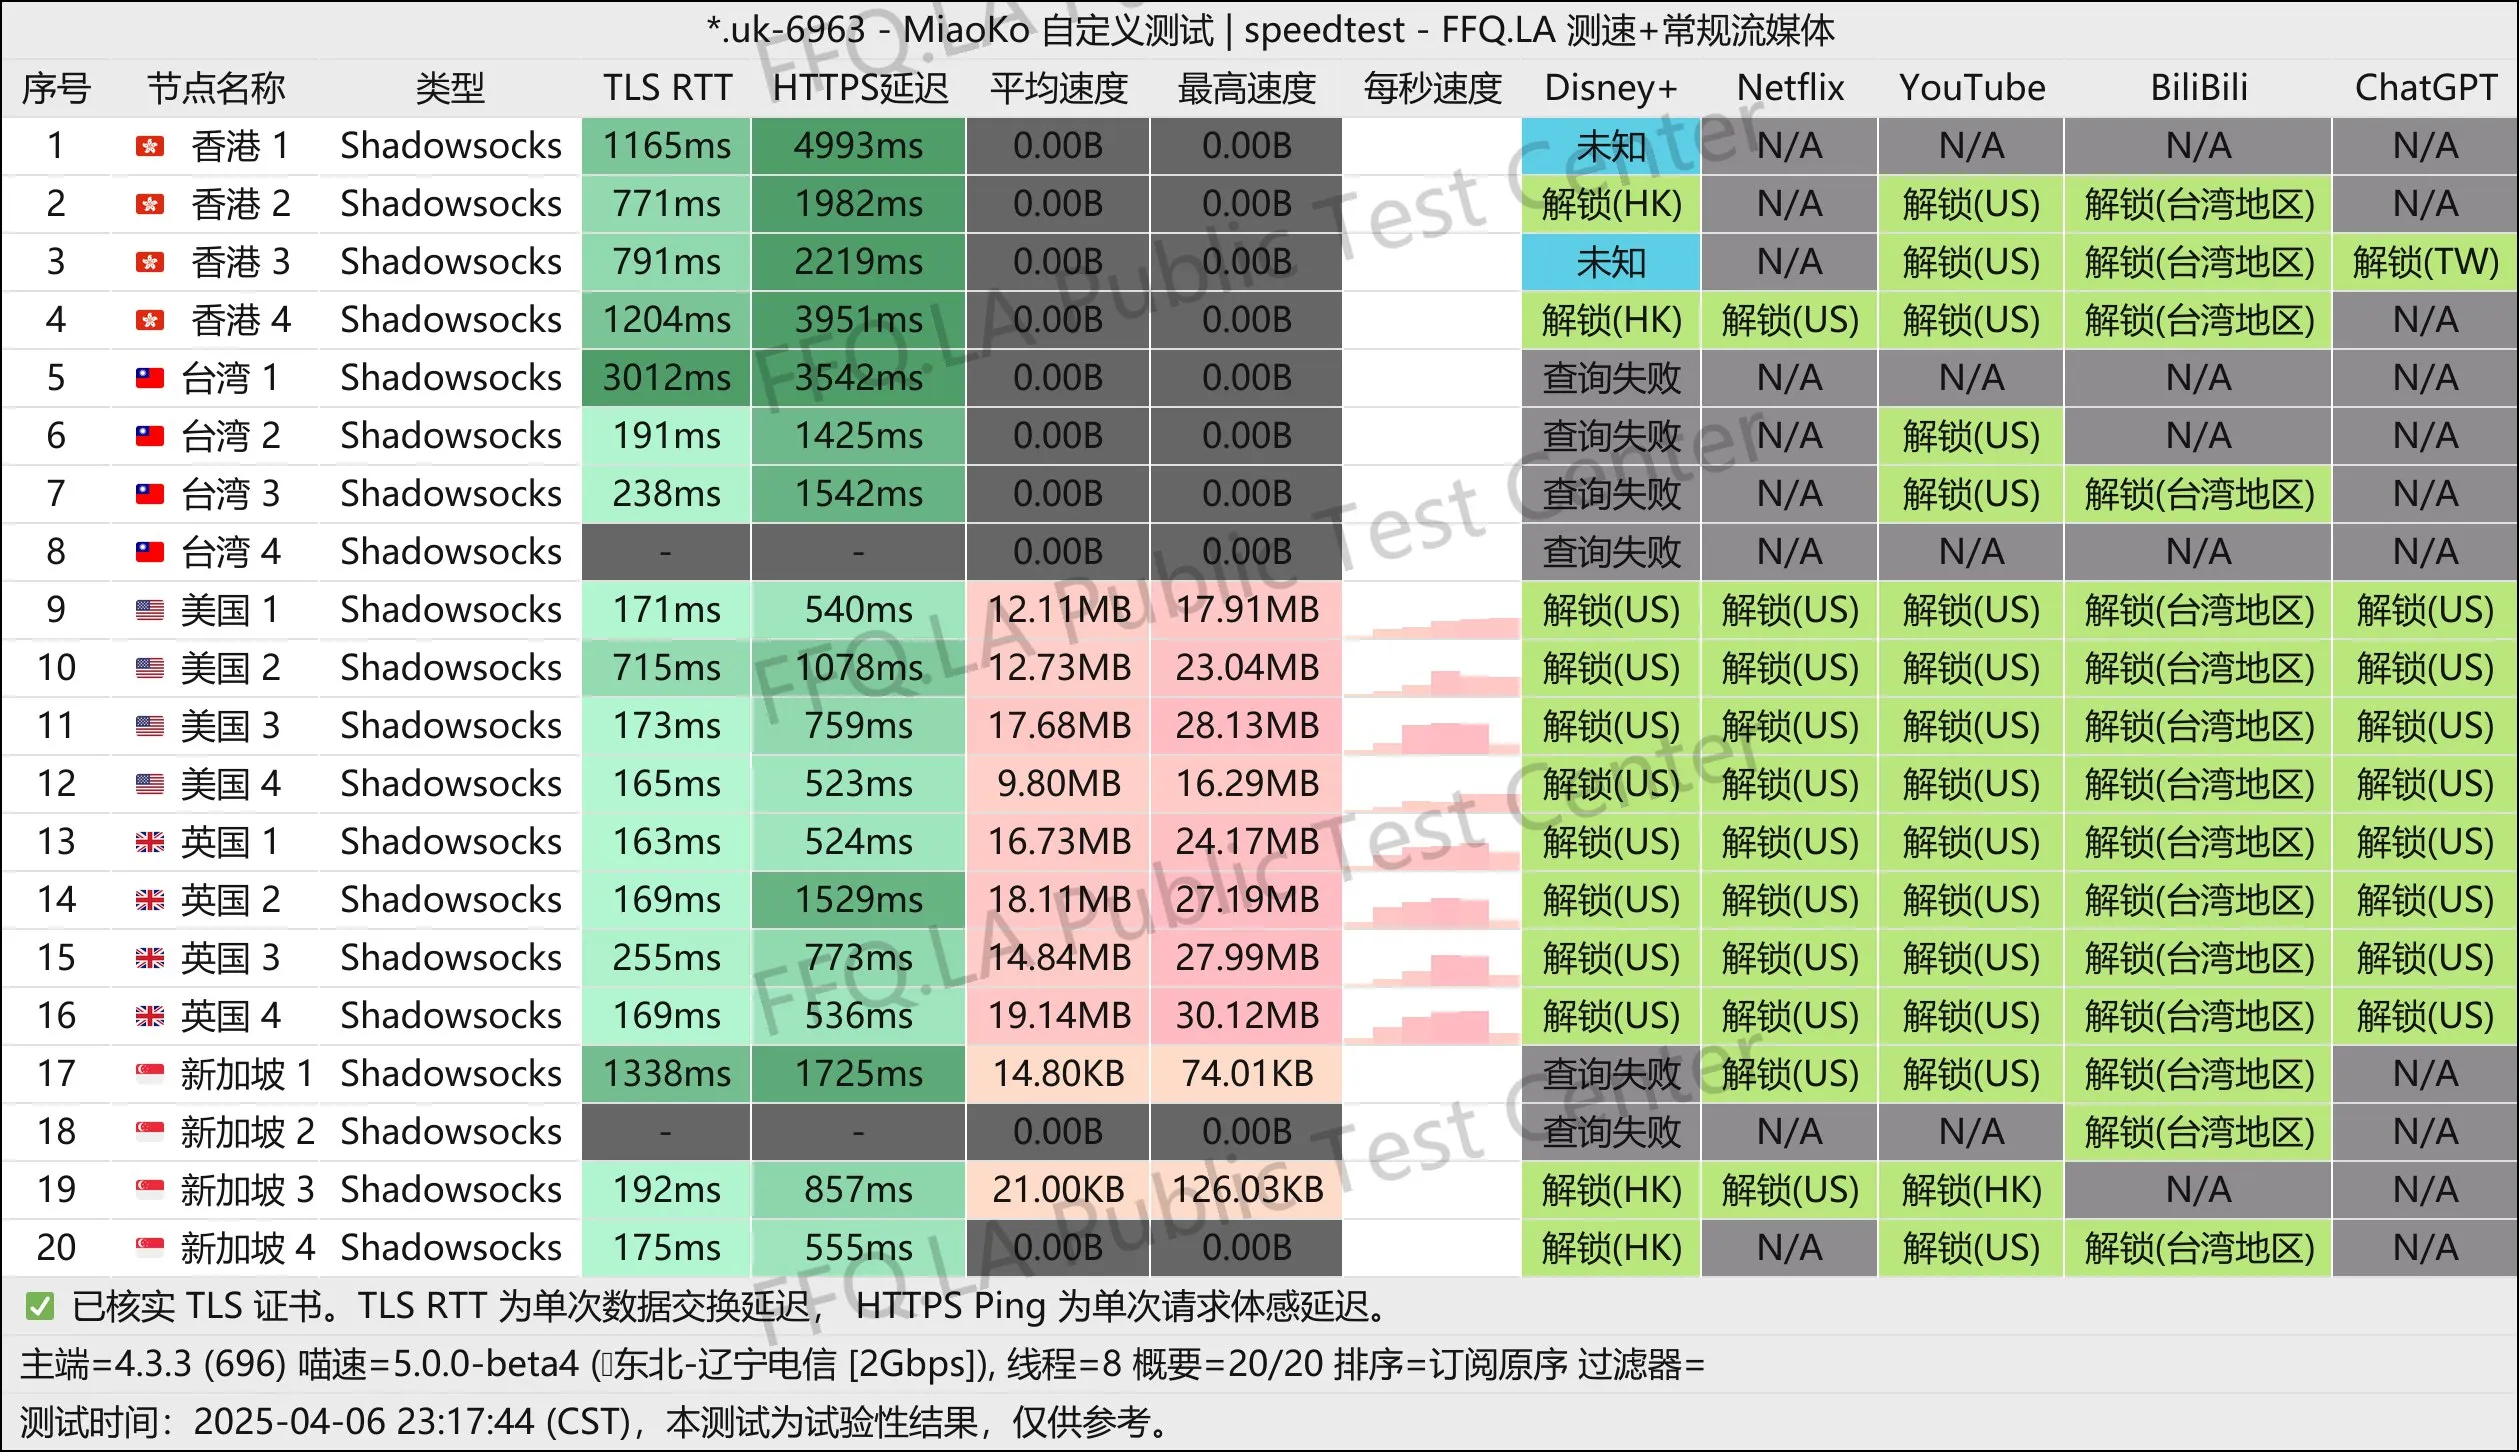 *.uk-6963 - MiaoKo 自定义测试 | speedtest - FFQ.LA 测速+常规流媒体
序号 节点名称 类型 TLS RTT HTTPS延迟 平均速度 最高速度 每秒速度 Disney+ Netflix YouTube BiliBili ChatGPT
1 香港 1 Shadowsocks 1165ms 4993ms 0.00B 0.00B 未知 N/A N/A N/A N/A
2 香港 2 Shadowsocks 771ms 1982ms 0.00B 0.00B 解锁(HK) N/A 解锁(US) 解锁(台湾地区) N/A
3 香港 3 Shadowsocks 791ms 2219ms 0.00B 0.00B 未知 N/A 解锁(US) 解锁(台湾地区) 解锁(TW)
4 香港 4 Shadowsocks 1204ms 3951ms 0.00B 0.00B 解锁(HK) 解锁(US) 解锁(US) 解锁(台湾地区) N/A
5 台湾 1 Shadowsocks 3012ms 3542ms 0.00B 0.00B 查询失败 N/A N/A N/A N/A
6 台湾 2 Shadowsocks 191ms 1425ms 0.00B 0.00B 查询失败 N/A 解锁(US) N/A N/A
7 台湾 3 Shadowsocks 238ms 1542ms 0.00B 0.00B 查询失败 N/A 解锁(US) 解锁(台湾地区) N/A
8 台湾 4 Shadowsocks - - 0.00B 0.00B 查询失败 N/A N/A N/A N/A
9 美国 1 Shadowsocks 171ms 540ms 12.11MB 17.91MB 解锁(US) 解锁(US) 解锁(US) 解锁(台湾地区) 解锁(US)
10 美国 2 Shadowsocks 715ms 1078ms 12.73MB 23.04MB 解锁(US) 解锁(US) 解锁(US) 解锁(台湾地区) 解锁(US)
11 美国 3 Shadowsocks 173ms 759ms 17.68MB 28.13MB 解锁(US) 解锁(US) 解锁(US) 解锁(台湾地区) 解锁(US)
12 美国 4 Shadowsocks 165ms 523ms 9.80MB 16.29MB 解锁(US) 解锁(US) 解锁(US) 解锁(台湾地区) 解锁(US)
13 英国 1 Shadowsocks 163ms 524ms 16.73MB 24.17MB 解锁(US) 解锁(US) 解锁(US) 解锁(台湾地区) 解锁(US)
14 英国 2 Shadowsocks 169ms 1529ms 18.11MB 27.19MB 解锁(US) 解锁(US) 解锁(US) 解锁(台湾地区) 解锁(US)
15 英国 3 Shadowsocks 255ms 773ms 14.84MB 27.99MB 解锁(US) 解锁(US) 解锁(US) 解锁(台湾地区) 解锁(US)
16 英国 4 Shadowsocks 169ms 536ms 19.14MB 30.12MB 解锁(US) 解锁(US) 解锁(US) 解锁(台湾地区) 解锁(US)
17 新加坡 1 Shadowsocks 1338ms 1725ms 14.80KB 74.01KB 查询失败 解锁(US) 解锁(US) 解锁(台湾地区) N/A
18 新加坡 2 Shadowsocks - - 0.00B 0.00B 查询失败 N/A N/A 解锁(台湾地区) N/A
19 新加坡 3 Shadowsocks 192ms 857ms 21.00KB 126.03KB 解锁(HK) 解锁(US) 解锁(HK) N/A N/A
20 新加坡 4 Shadowsocks 175ms 555ms 0.00B 0.00B 解锁(HK) N/A 解锁(US) 解锁(台湾地区) N/A
✅ 已核实 TLS 证书。TLS RTT 为单次数据交换延迟， HTTPS Ping 为单次请求体感延迟。
主端=4.3.3 (696) 喵速=5.0.0-beta4 (东北-辽宁电信 [2Gbps]), 线程=8 概要=20/20 排序=订阅原序 过滤器=
测试时间：2025-04-06 23:17:44 (CST)，本测试为试验性结果，仅供参考。
FFQ.LA Public Test Center
FFQ.LA Public Test Center
FFQ.LA Public Test Center
FFQ.LA Public Test Center